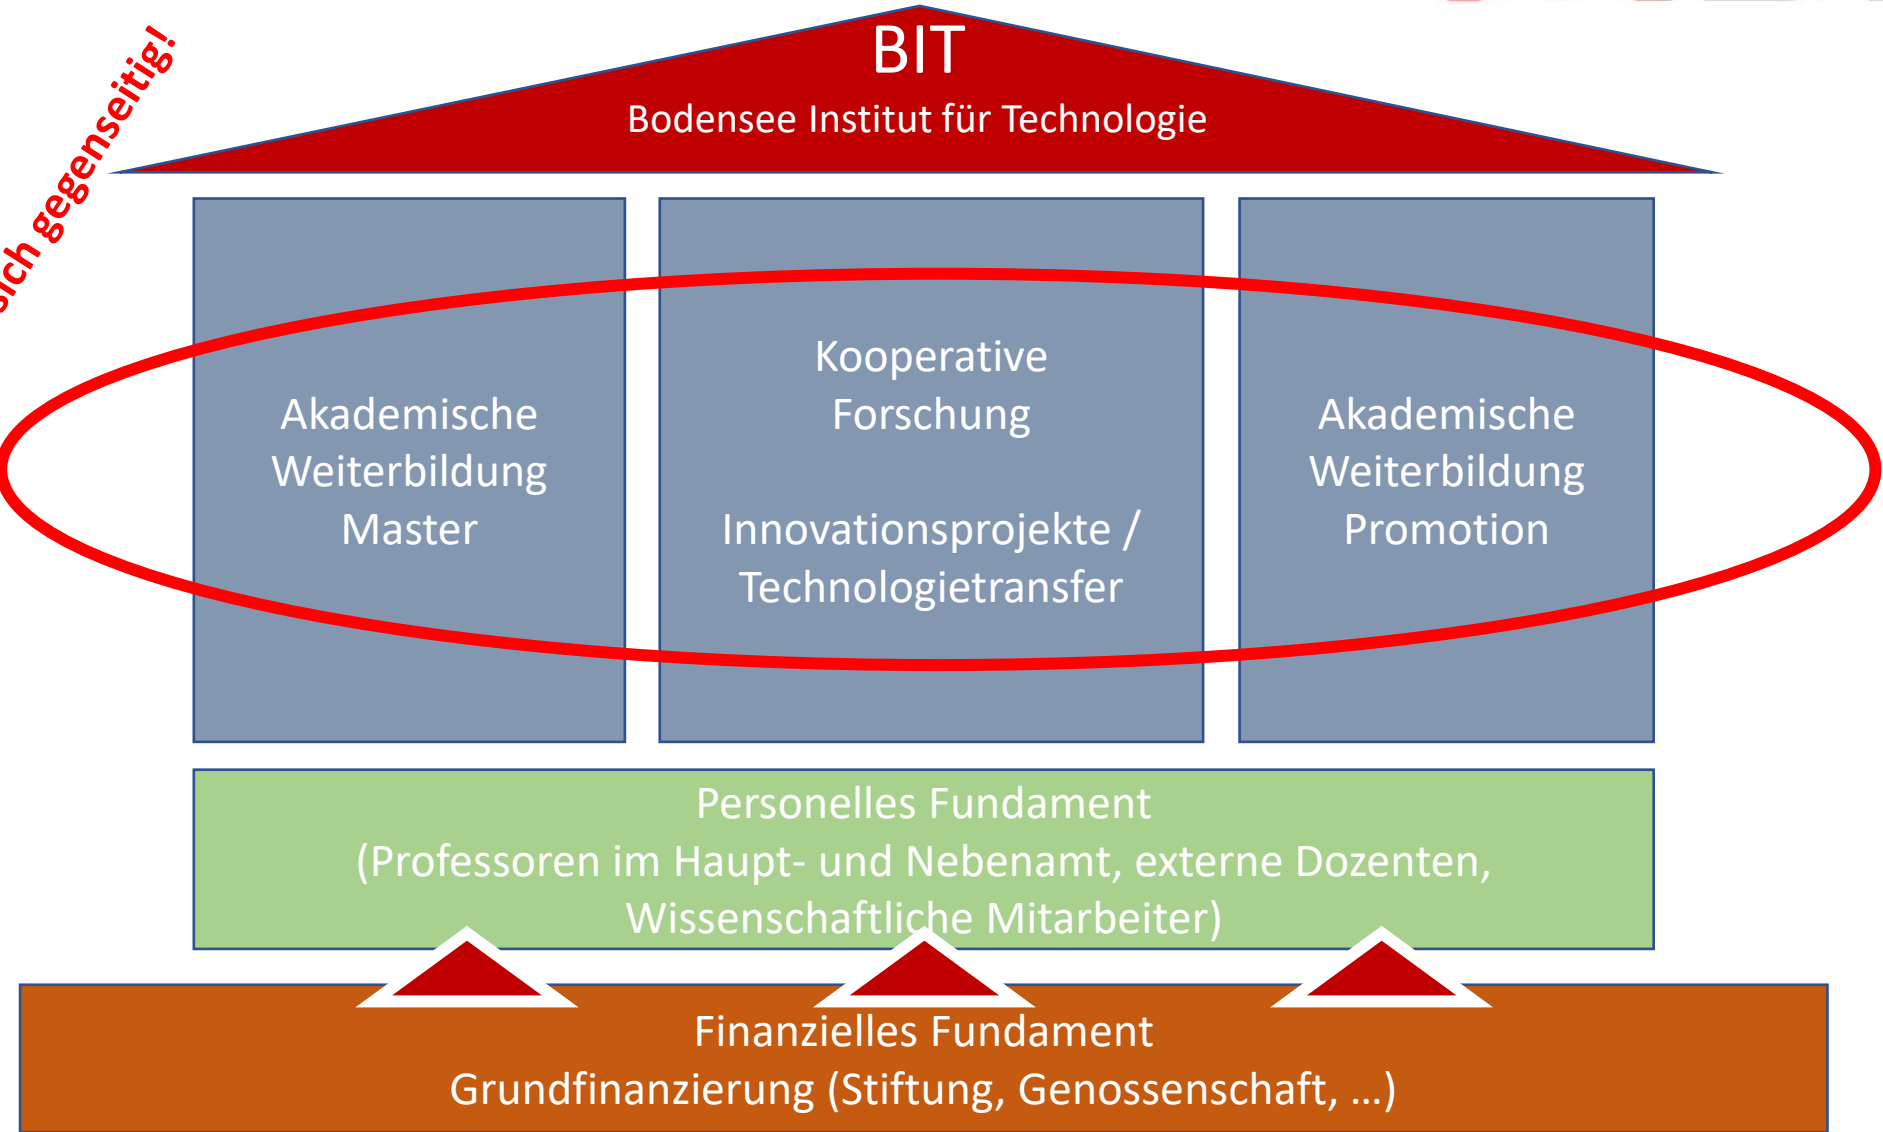 sich gegenseitig!
BIT
Bodensee Institut für Technologie
Akademische
Weiterbildung
Master
Kooperative
Forschung
Innovationsprojekte /
Technologietransfer
Akademische
Weiterbildung
Promotion
Personelles Fundament
(Professoren im Haupt- und Nebenamt, externe Dozenten,
Wissenschaftliche Mitarbeiter)
Finanzielles Fundament
Grundfinanzierung (Stiftung, Genossenschaft, ...)